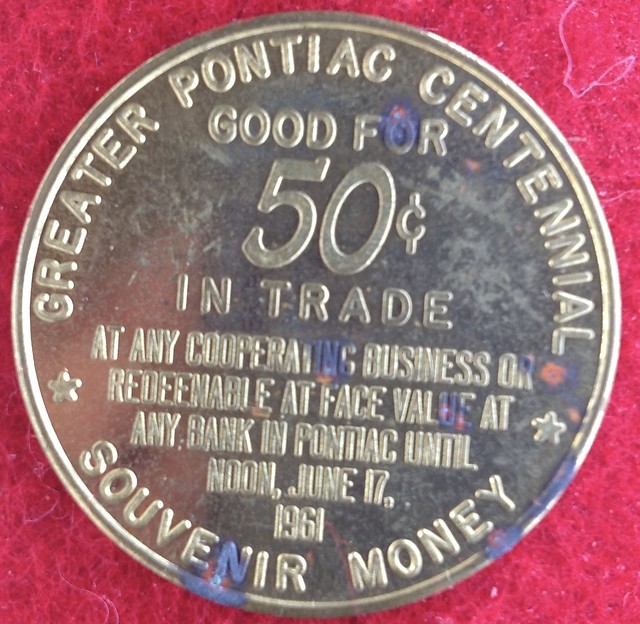 GREATER PONTIAC CENTENNIAL
GOOD FOR
50¢
IN TRADE
AT ANY COOPERATING BUSINESS OR
REDEEMABLE AT FACE VALUE AT
ANY BANK IN PONTIAC UNTIL
NOON, JUNE 17,
1961
SOUVENIR MONEY